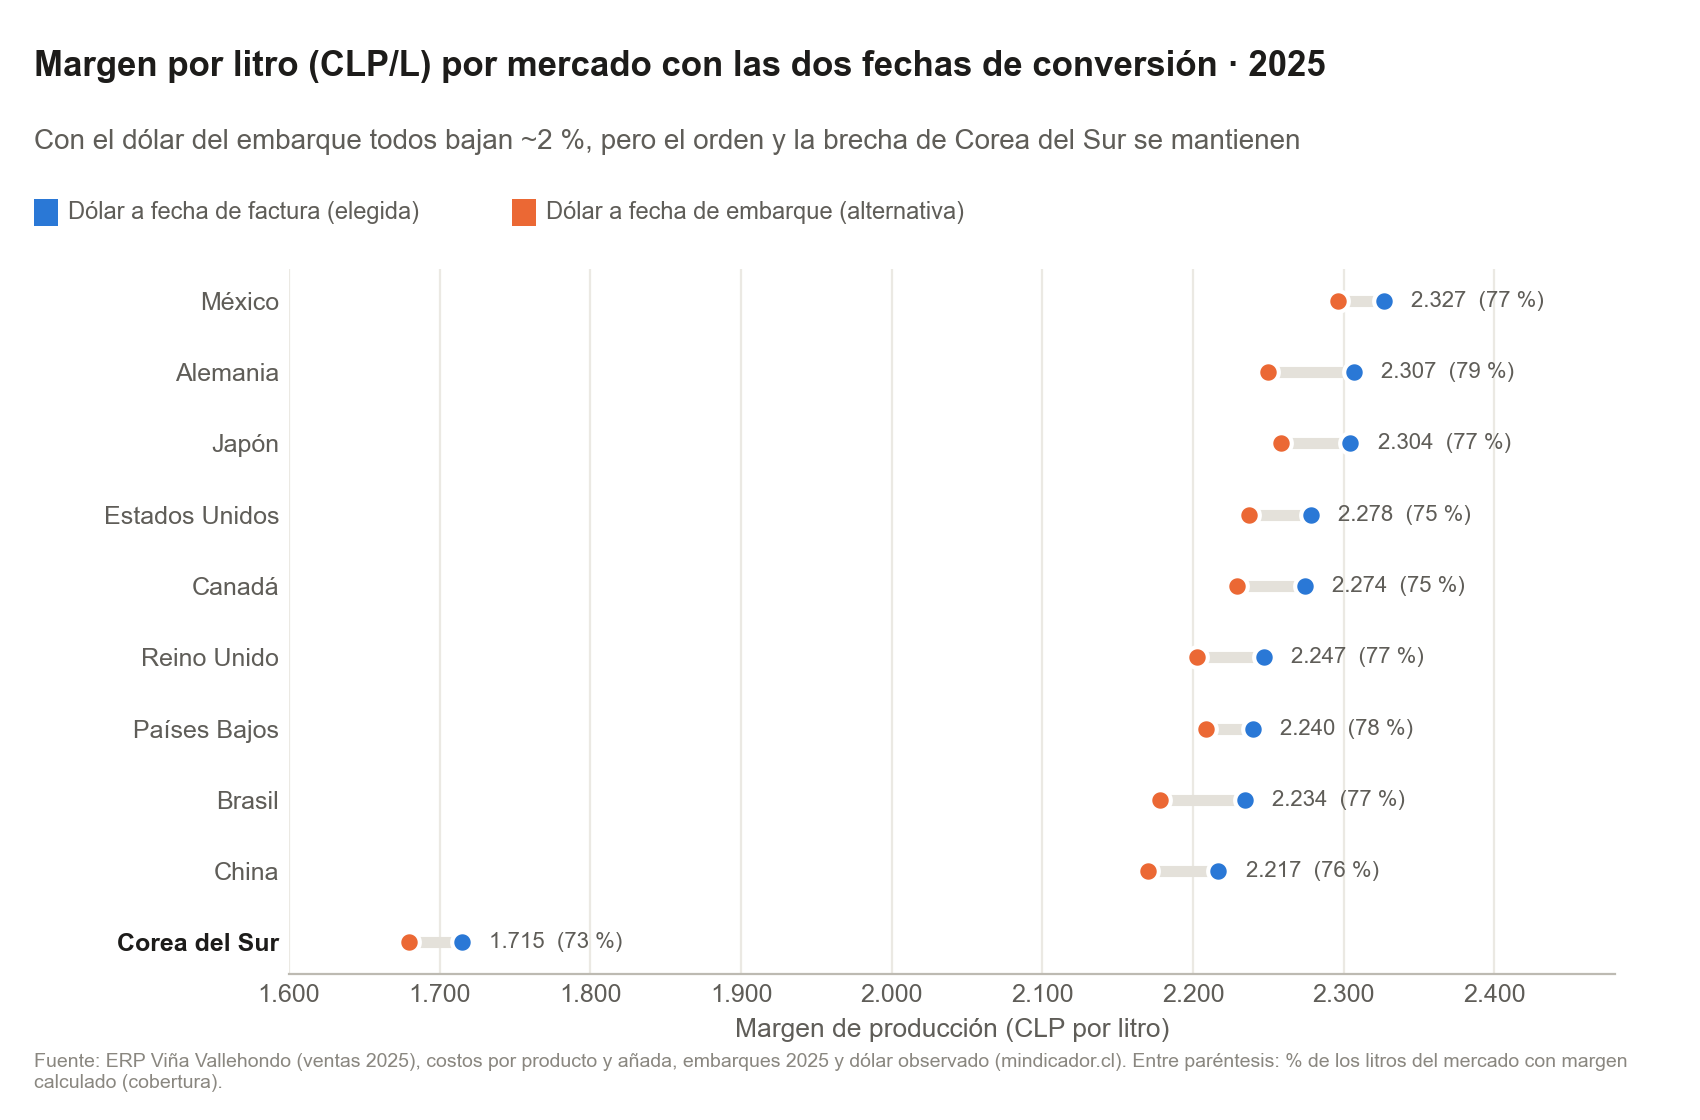 Margen por litro (CLP/L) por mercado con las dos fechas de conversión · 2025
Con el dólar del embarque todos bajan ~2 %, pero el orden y la brecha de Corea del Sur se mantienen
Dólar a fecha de factura (elegida)
Dólar a fecha de embarque (alternativa)
México
2.327 (77 %)
Alemania
2.307 (79 %)
Japón
2.304 (77 %)
Estados Unidos
2.278 (75 %)
Canadá
2.274 (75 %)
Reino Unido
2.247 (77 %)
Países Bajos
2.240 (78 %)
Brasil
2.234 (77 %)
China
2.217 (76 %)
Corea del Sur
1.715 (73 %)
1.600 1.700 1.800 1.900 2.000 2.100 2.200 2.300 2.400
Margen de producción (CLP por litro)
Fuente: ERP Viña Vallehondo (ventas 2025), costos por producto y añada, embarques 2025 y dólar observado (mindicador.cl). Entre paréntesis: % de los litros del mercado con margen
calculado (cobertura).